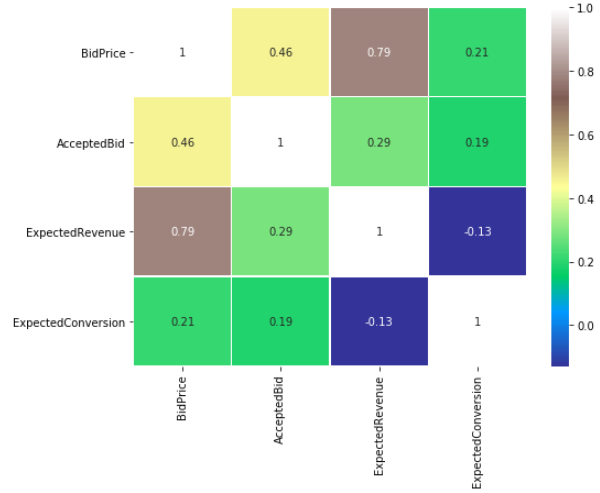 BidPrice 1 0.46 0.79 0.21
AcceptedBid 0.46 1 0.29 0.19
ExpectedRevenue 0.79 0.29 1 -0.13
ExpectedConversion 0.21 0.19 -0.13 1
BidPrice
AcceptedBid
ExpectedRevenue
ExpectedConversion
1.0
0.8
0.6
0.4
0.2
0.0